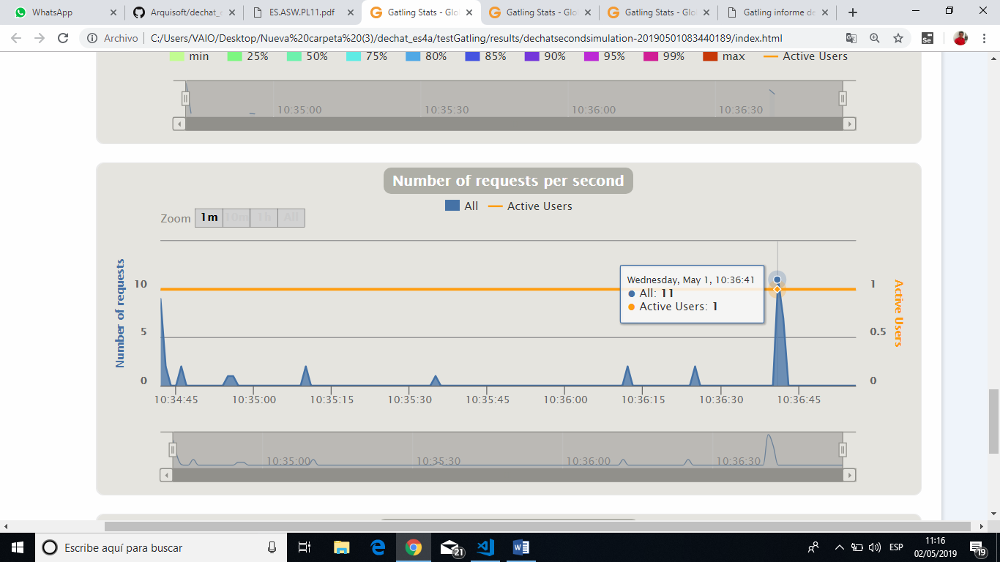 WhatsApp
Arquisoft/dechat_e
ES.ASW.PL11.pdf
Gatling Stats - Glo
Gatling Stats - Glo
Gatling Stats - Glo
Gatling informe de
Archivo
C:/Users/VAIO/Desktop/Nueva%20carpeta%20(3)/dechat_es4a/testGatling/results/dechatsecondsimulation-20190501083440189/index.html
Se
min 25% 50% 75% 80% 85% 90% 95% 99% max Active Users
10:35:00 10:35:30 10:36:00 10:36:30
Number of requests per second
All Active Users
Zoom 1m 10m 1h All
Number of requests
10
5
0
Wednesday, May 1, 10:36:41
All: 11
Active Users: 1
1
0.5
0
Active Users
10:34:45 10:35:00 10:35:15 10:35:30 10:35:45 10:36:00 10:36:15 10:36:30 10:36:45
10:35:00 10:35:30 10:36:00 10:36:30
Escribe aquí para buscar
21
ESP
11:16
02/05/2019
19